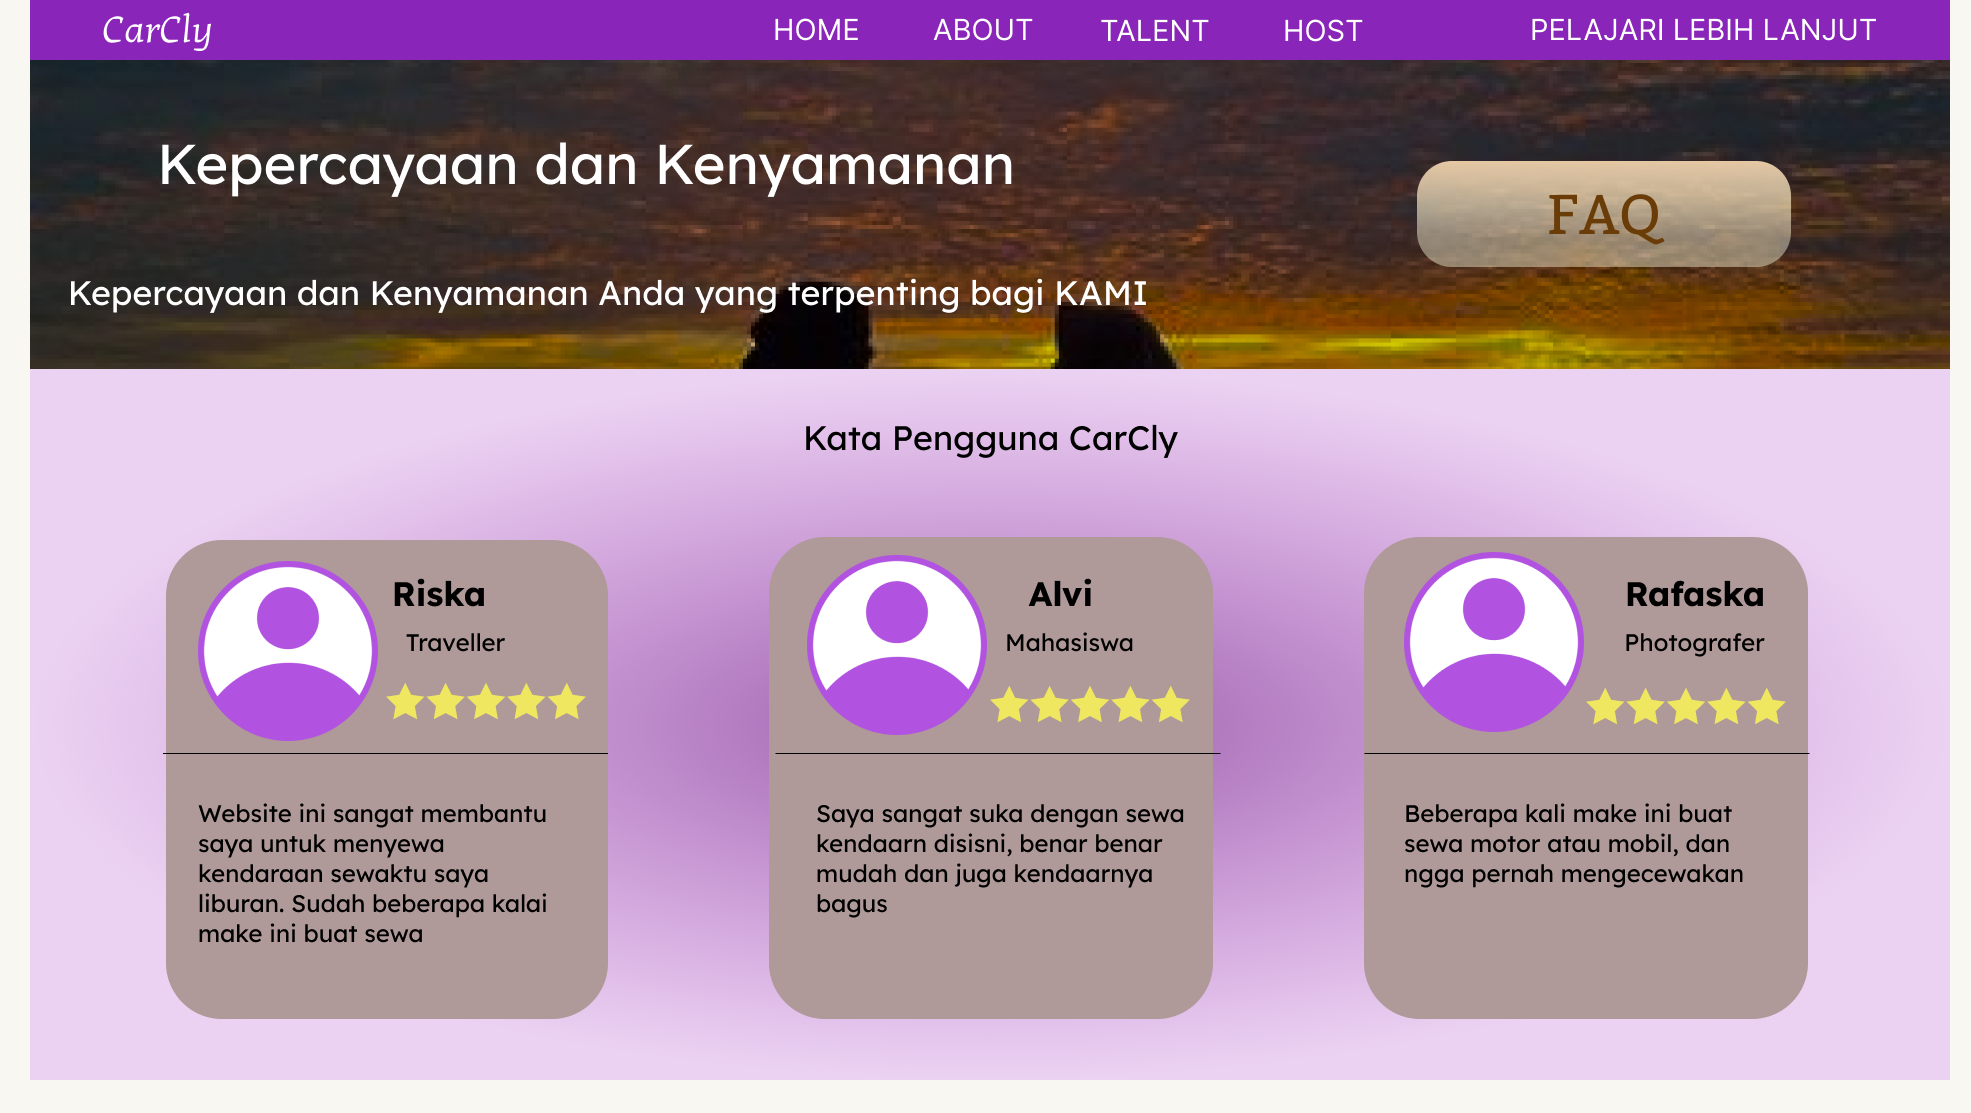 CarCly
HOME ABOUT TALENT HOST PELAJARI LEBIH LANJUT
Kepercayaan dan Kenyamanan
FAQ
Kepercayaan dan Kenyamanan Anda yang terpenting bagi KAMI
Kata Pengguna CarCly
Riska
Traveller
Website ini sangat membantu
saya untuk menyewa
kendaraan sewaktu saya
liburan. Sudah beberapa kalai
make ini buat sewa
Alvi
Mahasiswa
Saya sangat suka dengan sewa
kendaarn disisni, benar benar
mudah dan juga kendaarnya
bagus
Rafaska
Photografer
Beberapa kali make ini buat
sewa motor atau mobil, dan
ngga pernah mengecewakan